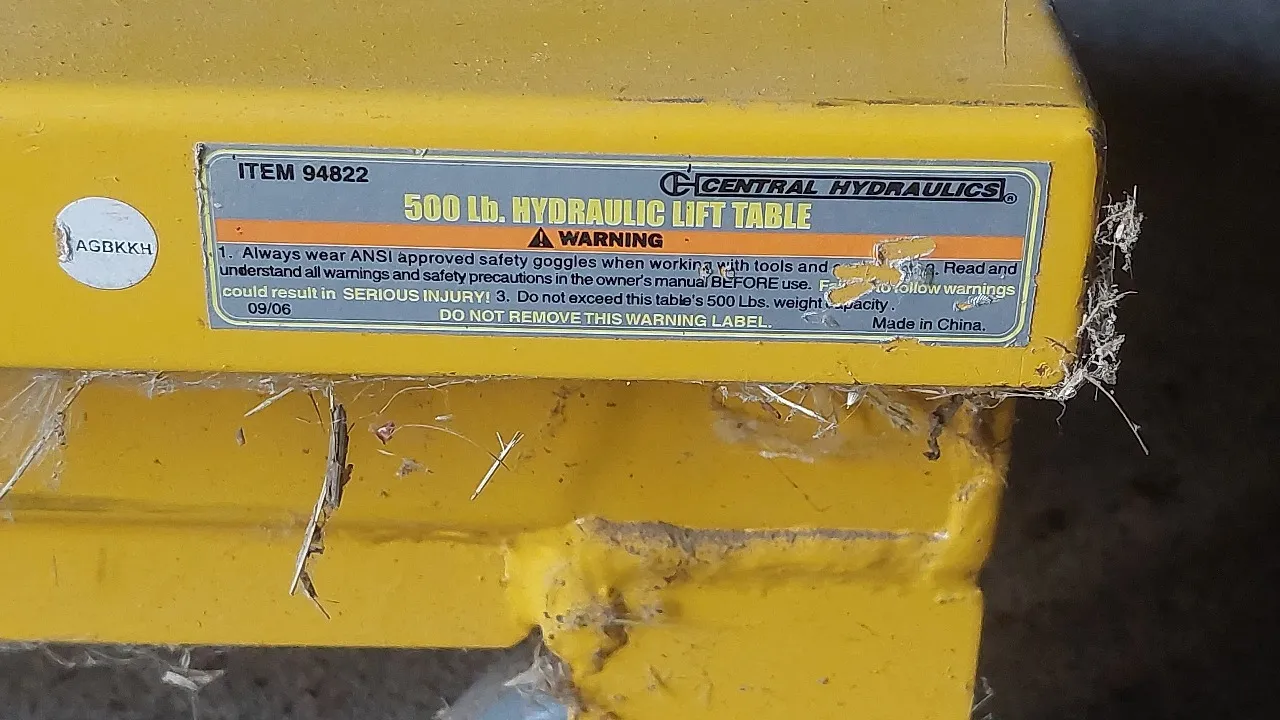 ITEM 94822
CH CENTRAL HYDRAULICS®
500 Lb. HYDRAULIC LIFT TABLE
WARNING
AGBKKH
1. Always wear ANSI approved safety goggles when working with tools and . Read and
understand all warnings and safety precautions in the owner's manual BEFORE use. to follow warnings
could result in SERIOUS INJURY! 3. Do not exceed this table's 500 Lbs. weight .
09/06
DO NOT REMOVE THIS WARNING LABEL.
Made in China.